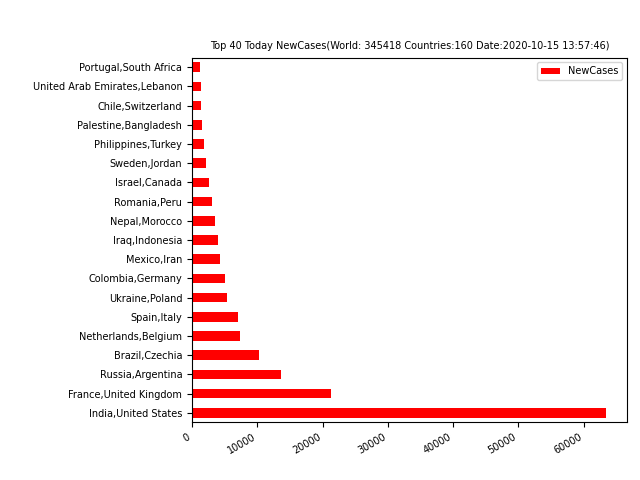 Top 40 Today NewCases(World: 345418 Countries:160 Date:2020-10-15 13:57:46)
NewCases
Portugal,South Africa
United Arab Emirates,Lebanon
Chile,Switzerland
Palestine,Bangladesh
Philippines,Turkey
Sweden,Jordan
Israel,Canada
Romania,Peru
Nepal,Morocco
Iraq,Indonesia
Mexico,Iran
Colombia,Germany
Ukraine,Poland
Spain,Italy
Netherlands,Belgium
Brazil,Czechia
Russia,Argentina
France,United Kingdom
India,United States
0 10000 20000 30000 40000 50000 60000